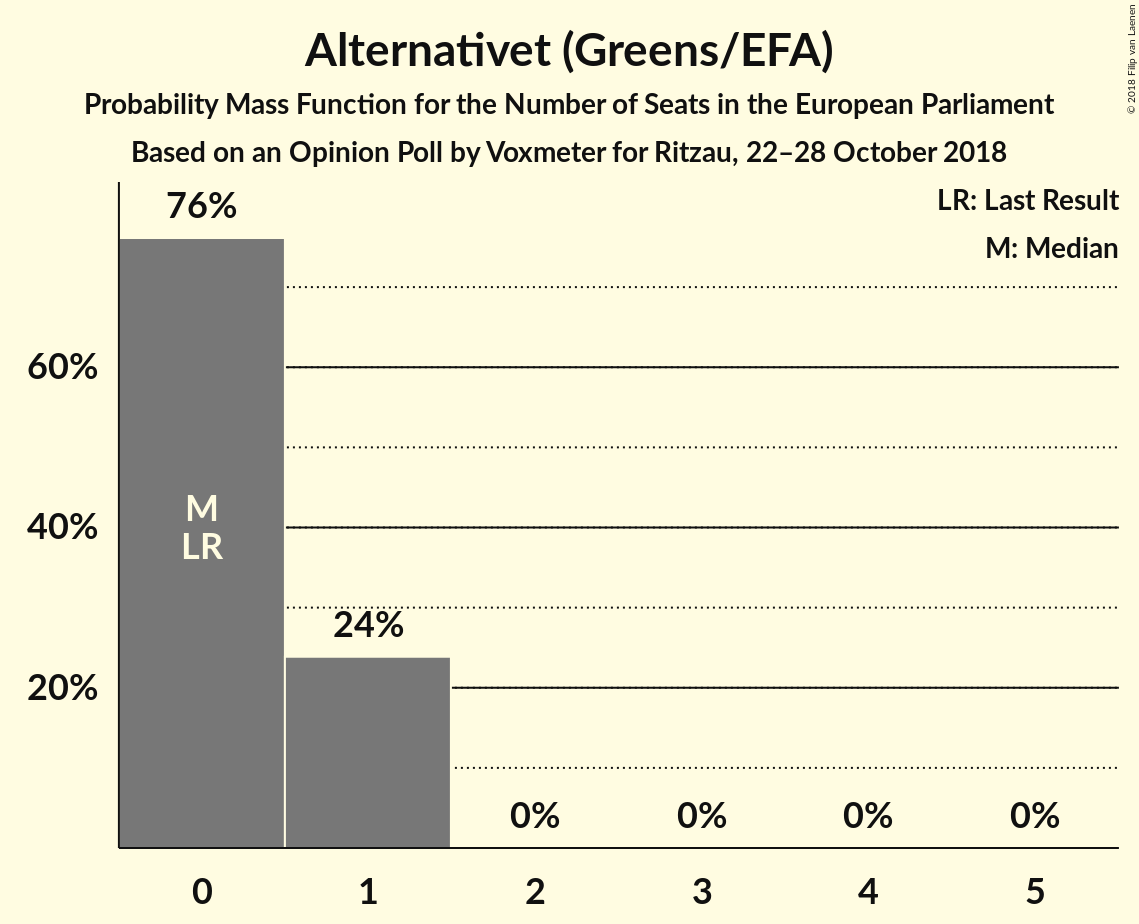 Alternativet (Greens/EFA)
Probability Mass Function for the Number of Seats in the European Parliament
Based on an Opinion Poll by Voxmeter for Ritzau, 22–28 October 2018
© 2018 Filip van Laenen
LR: Last Result
M: Median
76%
60%
40%
20%
M
LR
24%
0% 0% 0% 0%
0 1 2 3 4 5